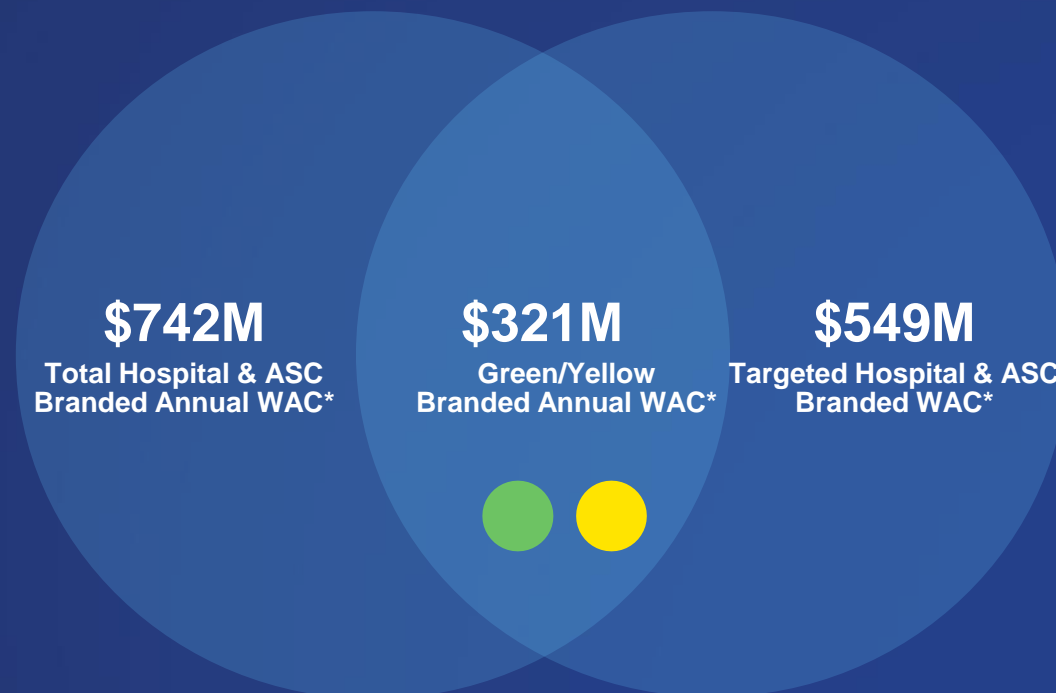 $742M
Total Hospital & ASC
Branded Annual WAC*
$321M
Green/Yellow
Branded Annual WAC*
$549M
Targeted Hospital & ASC
Branded WAC*